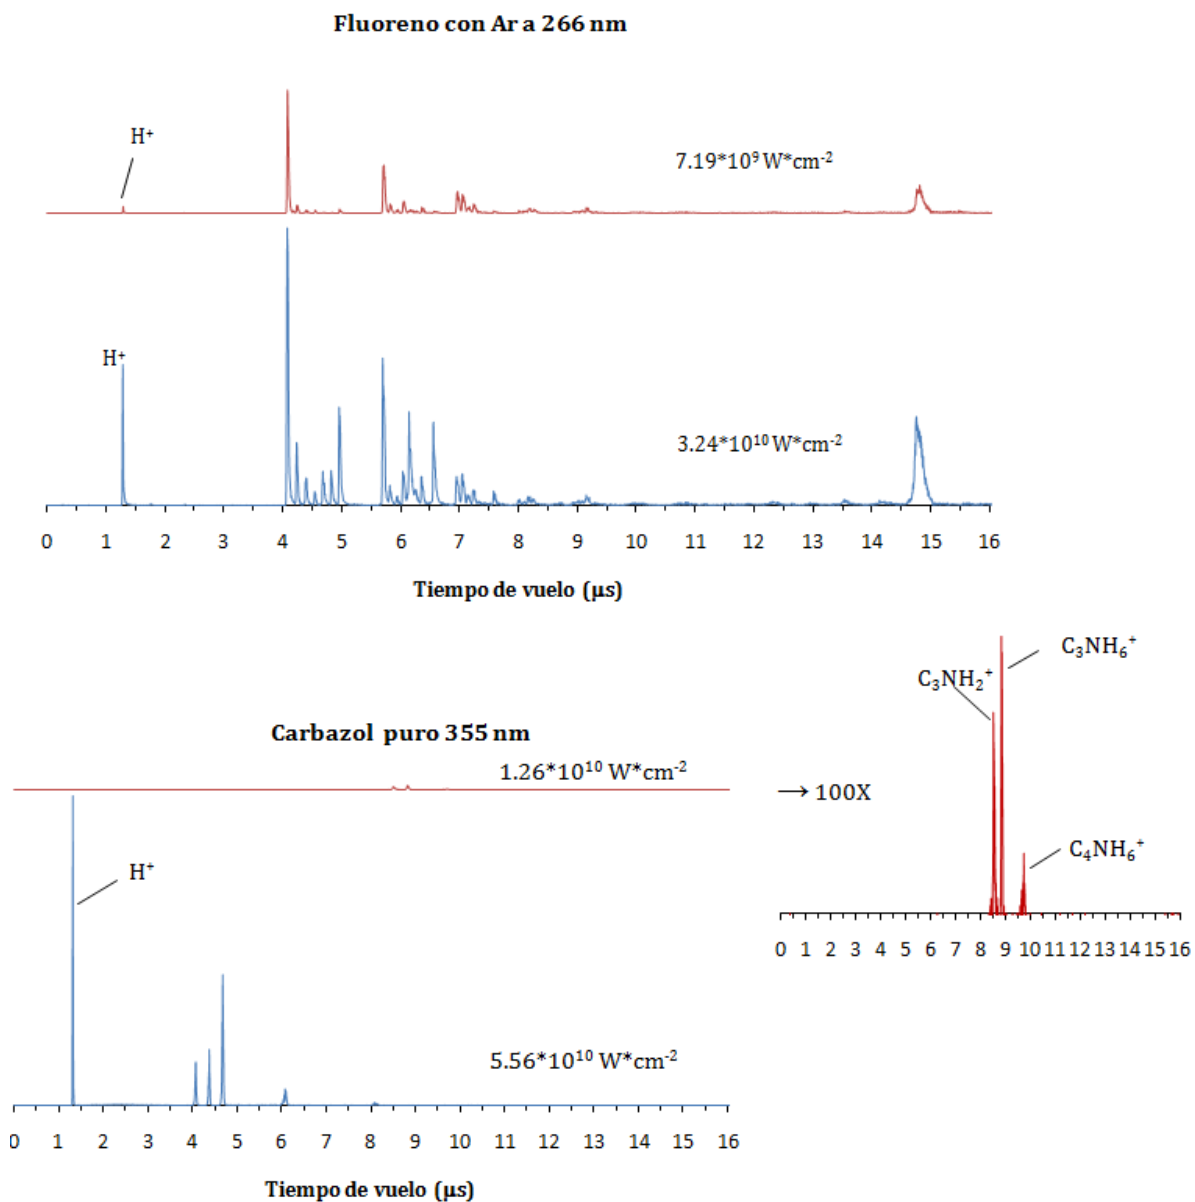 Fluoreno con Ar a 266 nm
H⁺
7.19*10⁹ W*cm⁻²
H⁺
3.24*10¹⁰ W*cm⁻²
0 1 2 3 4 5 6 7 8 9 10 11 12 13 14 15 16
Tiempo de vuelo (µs)
C₃NH₆⁺
C₃NH₂⁺
Carbazol puro 355 nm
1.26*10¹⁰ W*cm⁻²
→ 100X
C₄NH₆⁺
H⁺
0 1 2 3 4 5 6 7 8 9 10 11 12 13 14 15 16
5.56*10¹⁰ W*cm⁻²
0 1 2 3 4 5 6 7 8 9 10 11 12 13 14 15 16
Tiempo de vuelo (µs)